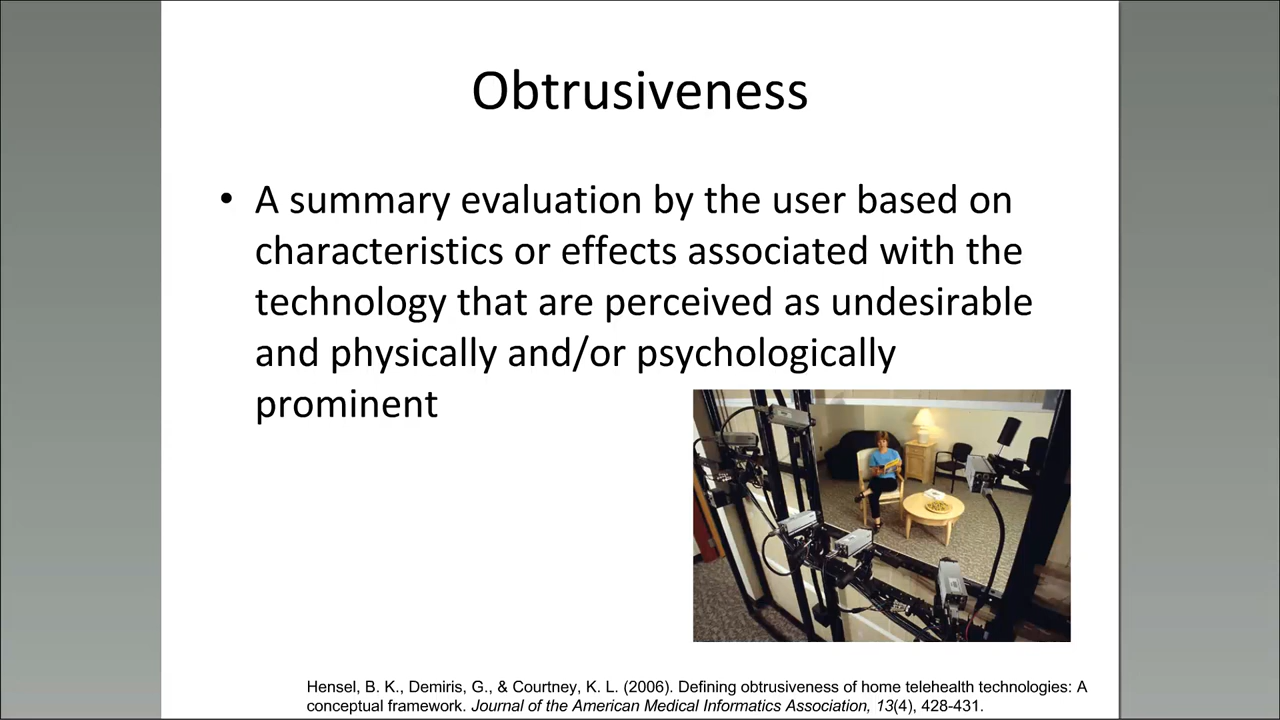 Obtrusiveness
• A summary evaluation by the user based on
characteristics or effects associated with the
technology that are perceived as undesirable
and physically and/or psychologically
prominent
Hensel, B. K., Demiris, G., & Courtney, K. L. (2006). Defining obtrusiveness of home telehealth technologies: A
conceptual framework. Journal of the American Medical Informatics Association, 13(4), 428-431.